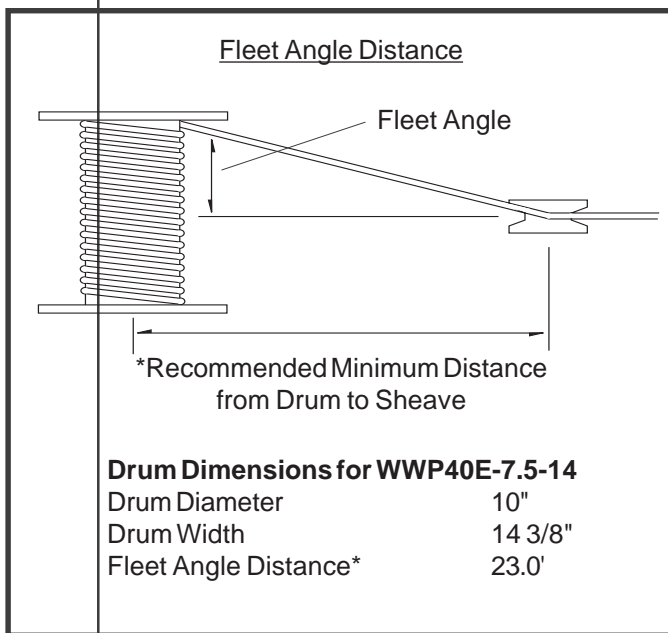 Fleet Angle Distance
Fleet Angle
*Recommended Minimum Distance
from Drum to Sheave
Drum Dimensions for WWP40E-7.5-14
Drum Diameter 10"
Drum Width 14 3/8"
Fleet Angle Distance* 23.0'